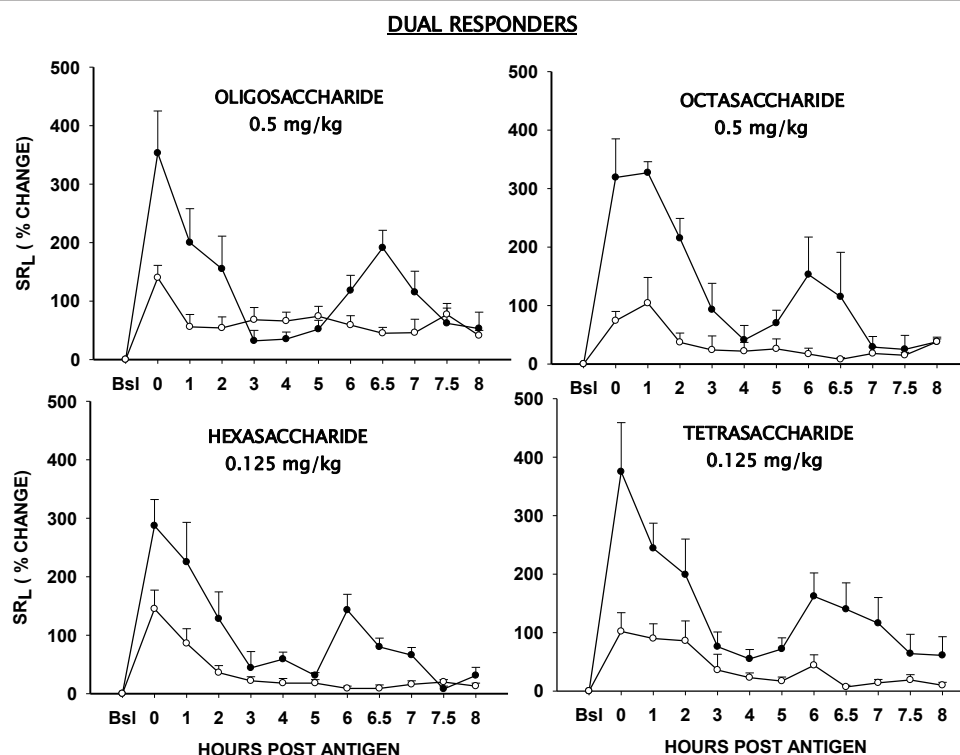 DUAL RESPONDERS
OLIGOSACCHARIDE
0.5 mg/kg
SRL ( % CHANGE)
500
400
300
200
100
0
Bsl 0 1 2 3 4 5 6 6.5 7 7.5 8
OCTASACCHARIDE
0.5 mg/kg
500
400
300
200
100
0
Bsl 0 1 2 3 4 5 6 6.5 7 7.5 8
HEXASACCHARIDE
0.125 mg/kg
SRL ( % CHANGE)
500
400
300
200
100
0
Bsl 0 1 2 3 4 5 6 6.5 7 7.5 8
HOURS POST ANTIGEN
TETRASACCHARIDE
0.125 mg/kg
500
400
300
200
100
0
Bsl 0 1 2 3 4 5 6 6.5 7 7.5 8
HOURS POST ANTIGEN